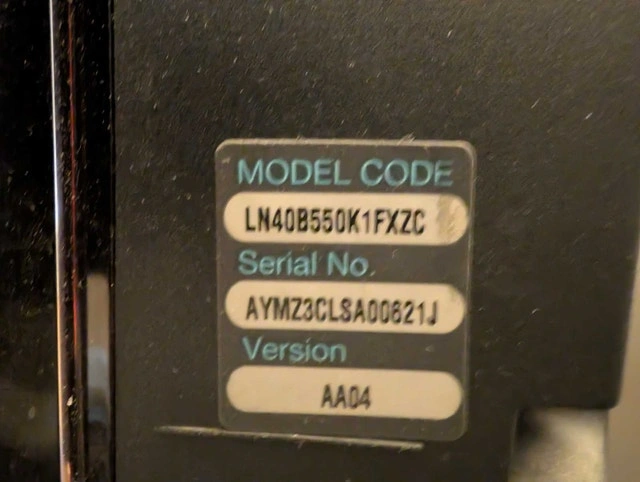 MODEL CODE
LN40B550K1FXZC
Serial No.
AYMZ3CLSA00621J
Version
AA04